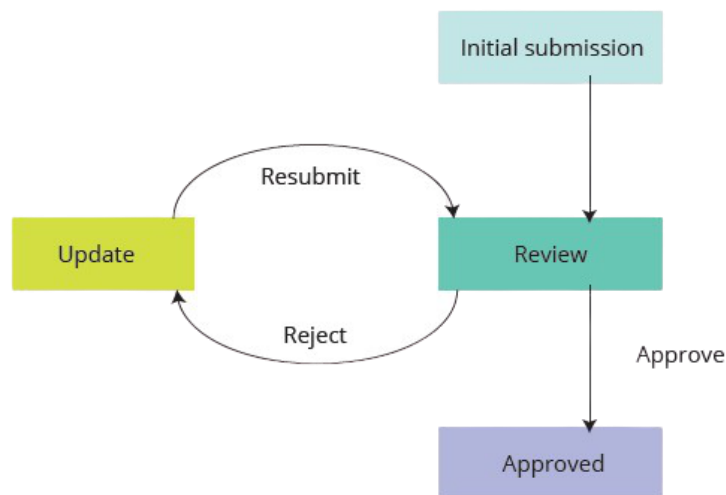 Initial submission
Resubmit
Update
Review
Reject
Approve
Approved